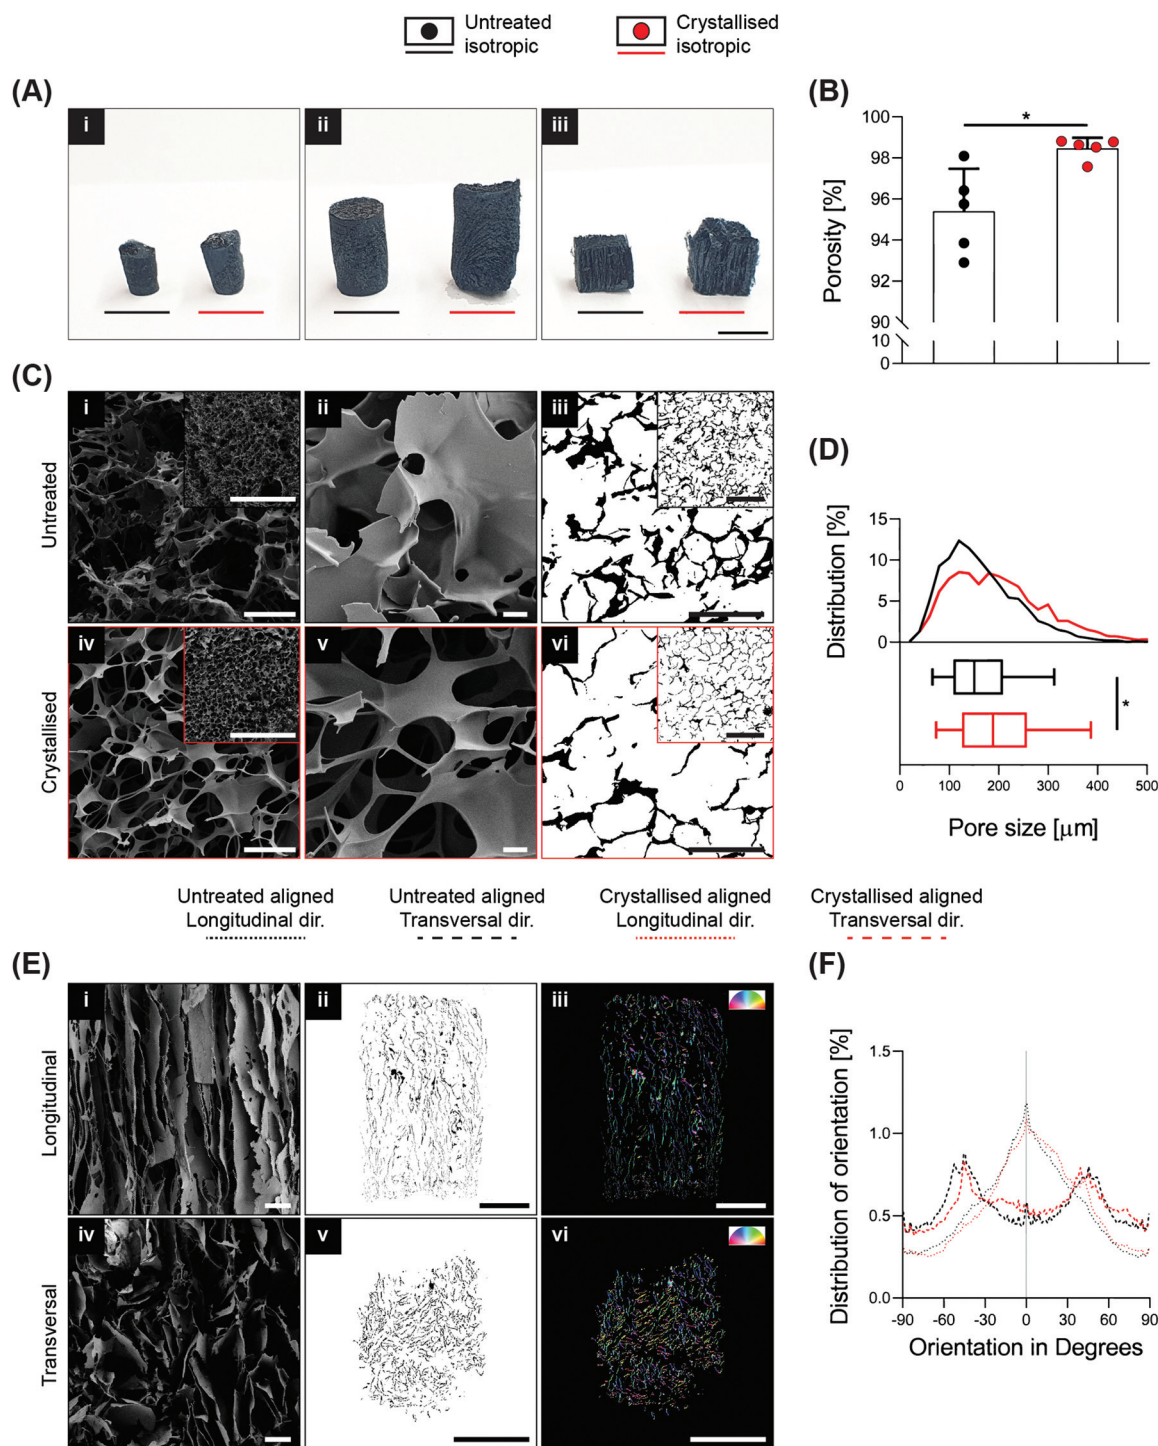 Untreated
isotropic
Crystallised
isotropic
(A)
i
ii
iii
(B)
Porosity [%]
100
98
96
94
92
90
10
0
*
(C)
Untreated
i
ii
iii
Crystallised
iv
v
vi
(D)
Distribution [%]
15
10
5
0
*
0 100 200 300 400 500
Pore size [μm]
Untreated aligned
Longitudinal dir.
Untreated aligned
Transversal dir.
Crystallised aligned
Longitudinal dir.
Crystallised aligned
Transversal dir.
(E)
Longitudinal
i
ii
iii
Transversal
iv
v
vi
(F)
Distribution of orientation [%]
1.5
1.0
0.5
0.0
-90 -60 -30 0 30 60 90
Orientation in Degrees